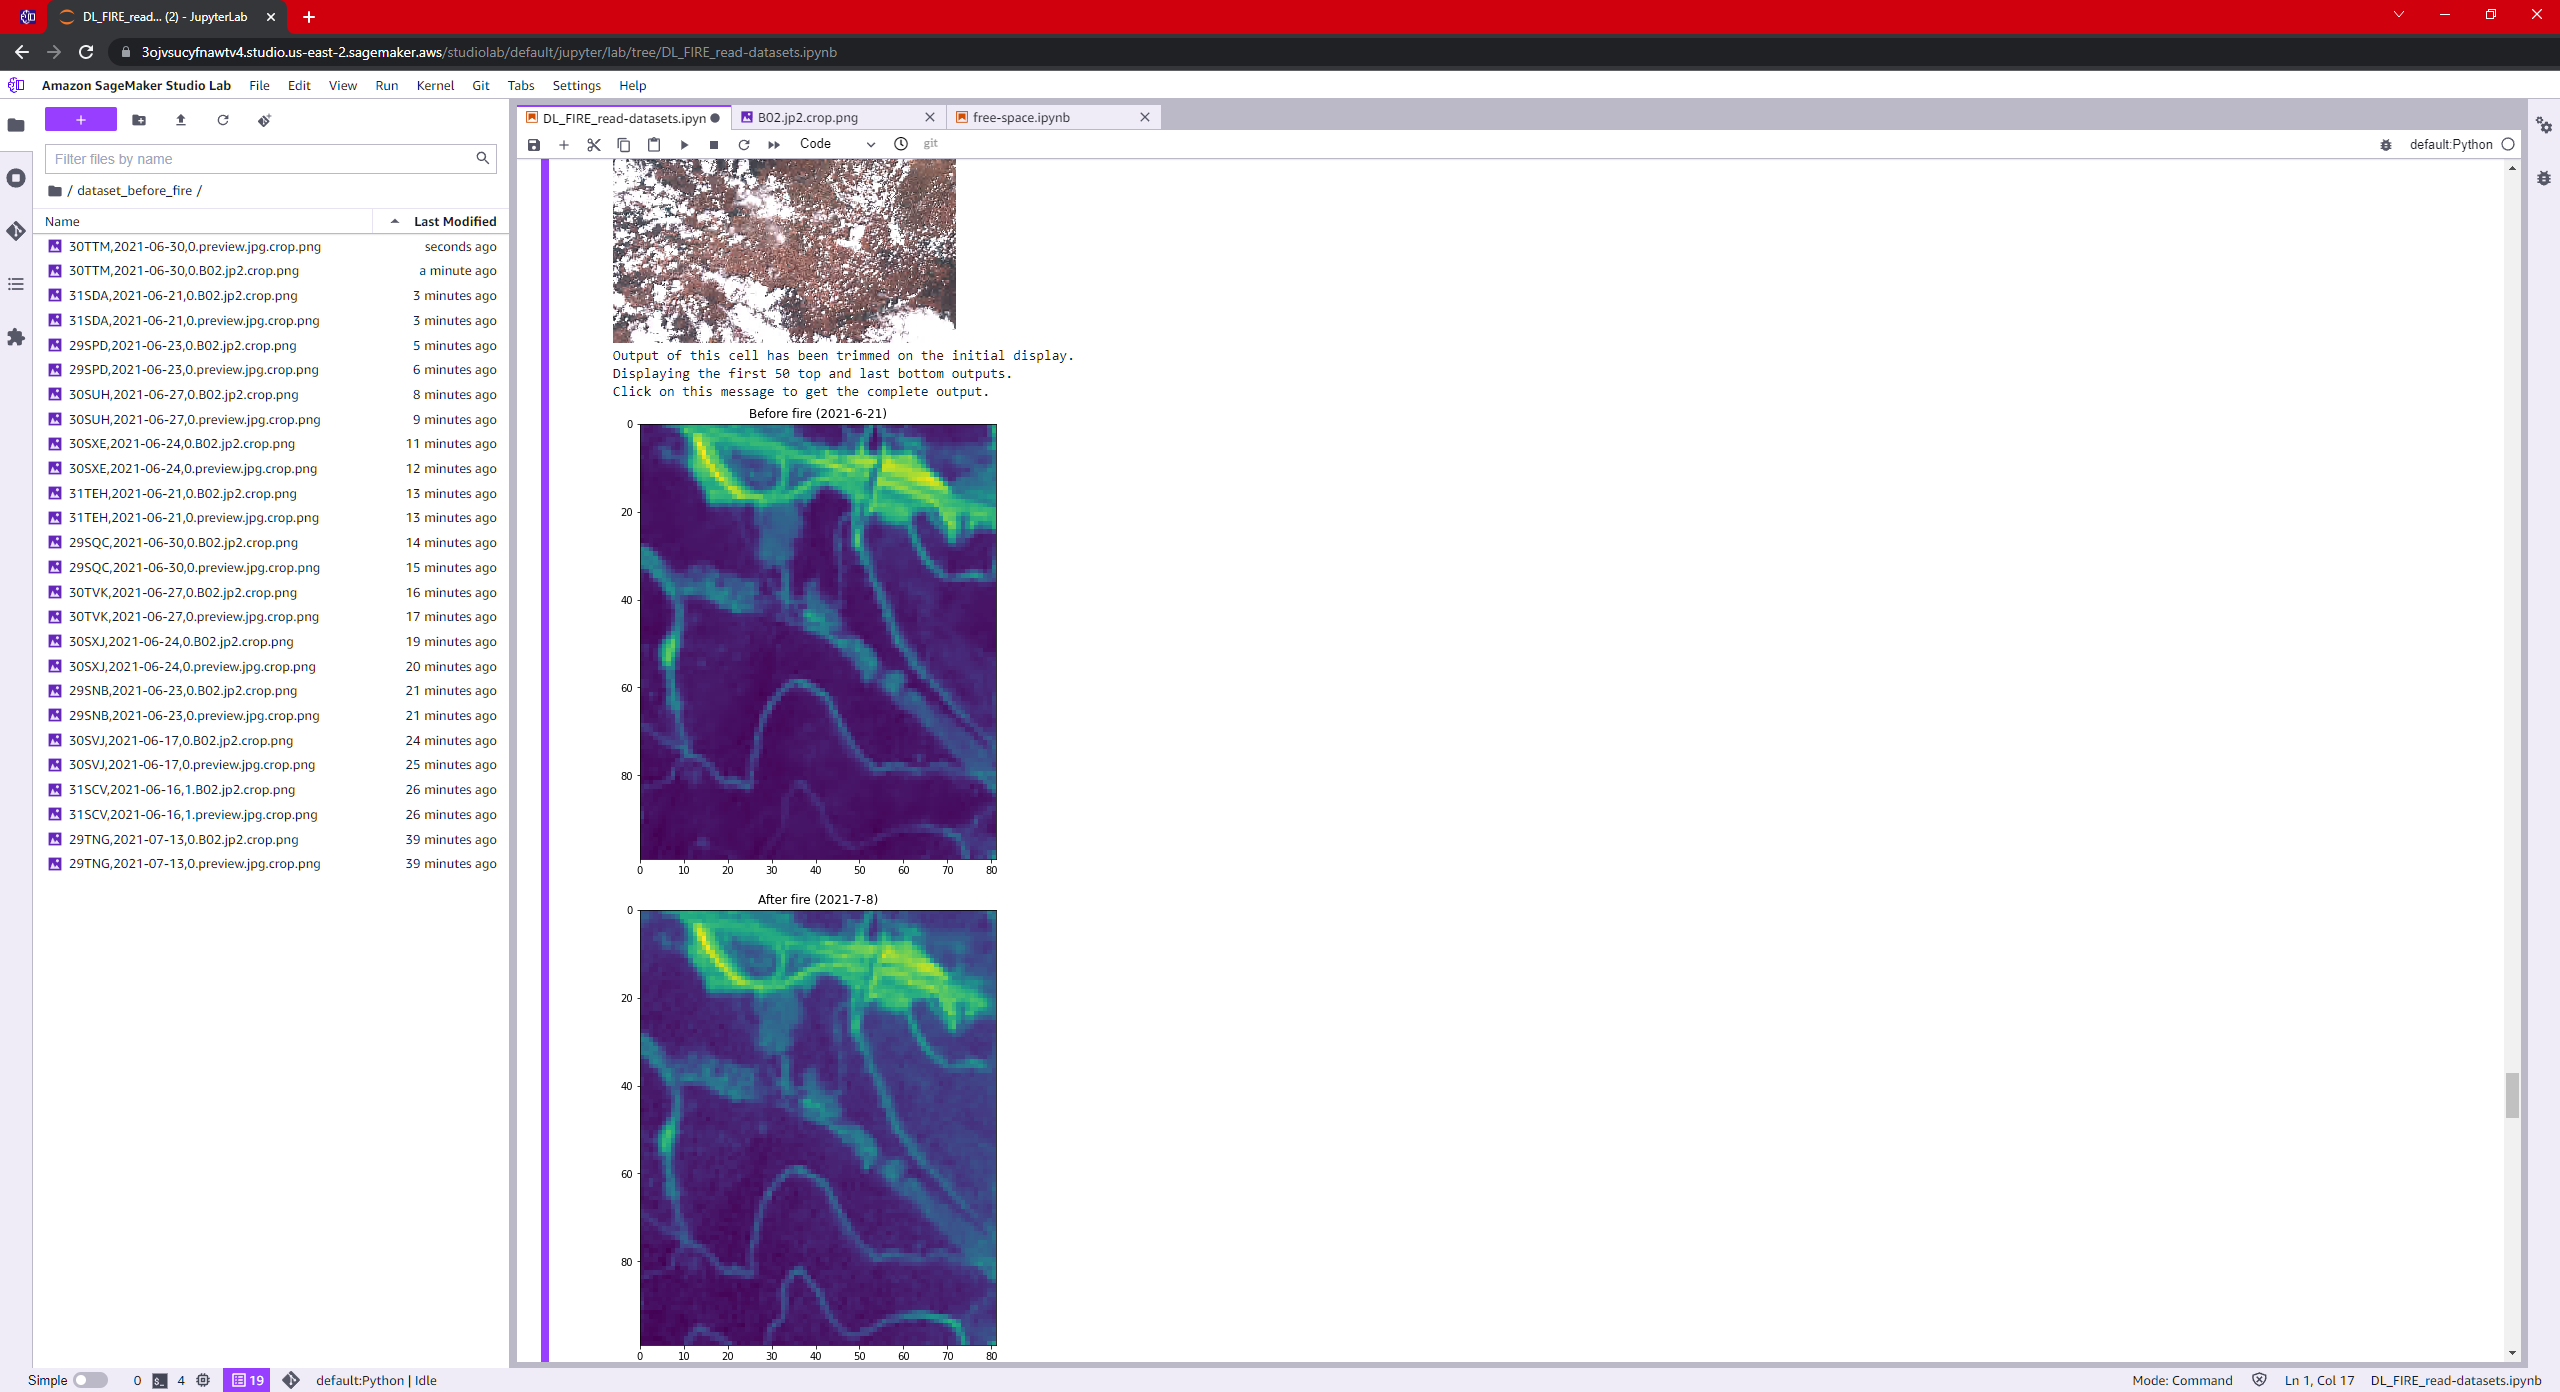 DL_FIRE_read... (2) - JupyterLab
3ojvsucyfnawtv4.studio.us-east-2.sagemaker.aws/studiolab/default/jupyter/lab/tree/DL_FIRE_read-datasets.ipynb
Amazon SageMaker Studio Lab File Edit View Run Kernel Git Tabs Settings Help
Filter files by name
/ dataset_before_fire /
Name Last Modified
30TTM,2021-06-30,0.preview.jpg.crop.png seconds ago
30TTM,2021-06-30,0.B02.jp2.crop.png a minute ago
31SDA,2021-06-21,0.B02.jp2.crop.png 3 minutes ago
31SDA,2021-06-21,0.preview.jpg.crop.png 3 minutes ago
29SPD,2021-06-23,0.B02.jp2.crop.png 5 minutes ago
29SPD,2021-06-23,0.preview.jpg.crop.png 6 minutes ago
30SUH,2021-06-27,0.B02.jp2.crop.png 8 minutes ago
30SUH,2021-06-27,0.preview.jpg.crop.png 9 minutes ago
30SXE,2021-06-24,0.B02.jp2.crop.png 11 minutes ago
30SXE,2021-06-24,0.preview.jpg.crop.png 12 minutes ago
31TEH,2021-06-21,0.B02.jp2.crop.png 13 minutes ago
31TEH,2021-06-21,0.preview.jpg.crop.png 13 minutes ago
29SQC,2021-06-30,0.B02.jp2.crop.png 14 minutes ago
29SQC,2021-06-30,0.preview.jpg.crop.png 15 minutes ago
30TVK,2021-06-27,0.B02.jp2.crop.png 16 minutes ago
30TVK,2021-06-27,0.preview.jpg.crop.png 17 minutes ago
30SXJ,2021-06-24,0.B02.jp2.crop.png 19 minutes ago
30SXJ,2021-06-24,0.preview.jpg.crop.png 20 minutes ago
29SNB,2021-06-23,0.B02.jp2.crop.png 21 minutes ago
29SNB,2021-06-23,0.preview.jpg.crop.png 21 minutes ago
30SVJ,2021-06-17,0.B02.jp2.crop.png 24 minutes ago
30SVJ,2021-06-17,0.preview.jpg.crop.png 25 minutes ago
31SCV,2021-06-16,1.B02.jp2.crop.png 26 minutes ago
31SCV,2021-06-16,1.preview.jpg.crop.png 26 minutes ago
29TNG,2021-07-13,0.B02.jp2.crop.png 39 minutes ago
29TNG,2021-07-13,0.preview.jpg.crop.png 39 minutes ago
DL_FIRE_read-datasets.ipyn B02.jp2.crop.png free-space.ipynb
Code git default:Python
Output of this cell has been trimmed on the initial display.
Displaying the first 50 top and last bottom outputs.
Click on this message to get the complete output.
Before fire (2021-6-21)
0
20
40
60
80
0 10 20 30 40 50 60 70 80
After fire (2021-7-8)
0
20
40
60
80
0 10 20 30 40 50 60 70 80
Simple 0 $_ 4 19 default:Python | Idle Mode: Command Ln 1, Col 17 DL_FIRE_read-datasets.ipynb